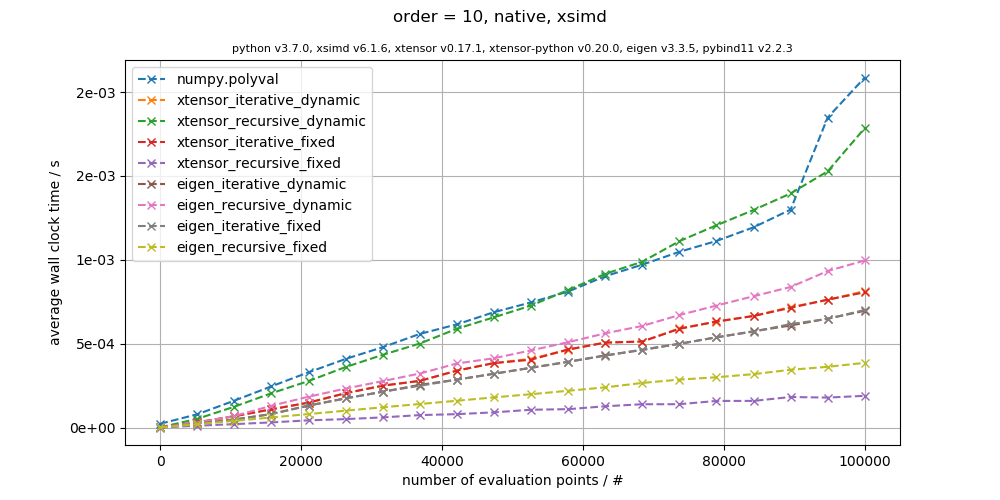 order = 10, native, xsimd
python v3.7.0, xsimd v6.1.6, xtensor v0.17.1, xtensor-python v0.20.0, eigen v3.3.5, pybind11 v2.2.3
numpy.polyval
xtensor_iterative_dynamic
xtensor_recursive_dynamic
xtensor_iterative_fixed
xtensor_recursive_fixed
eigen_iterative_dynamic
eigen_recursive_dynamic
eigen_iterative_fixed
eigen_recursive_fixed
average wall clock time / s
2e-03
2e-03
1e-03
5e-04
0e+00
0
20000
40000
60000
80000
100000
number of evaluation points / #